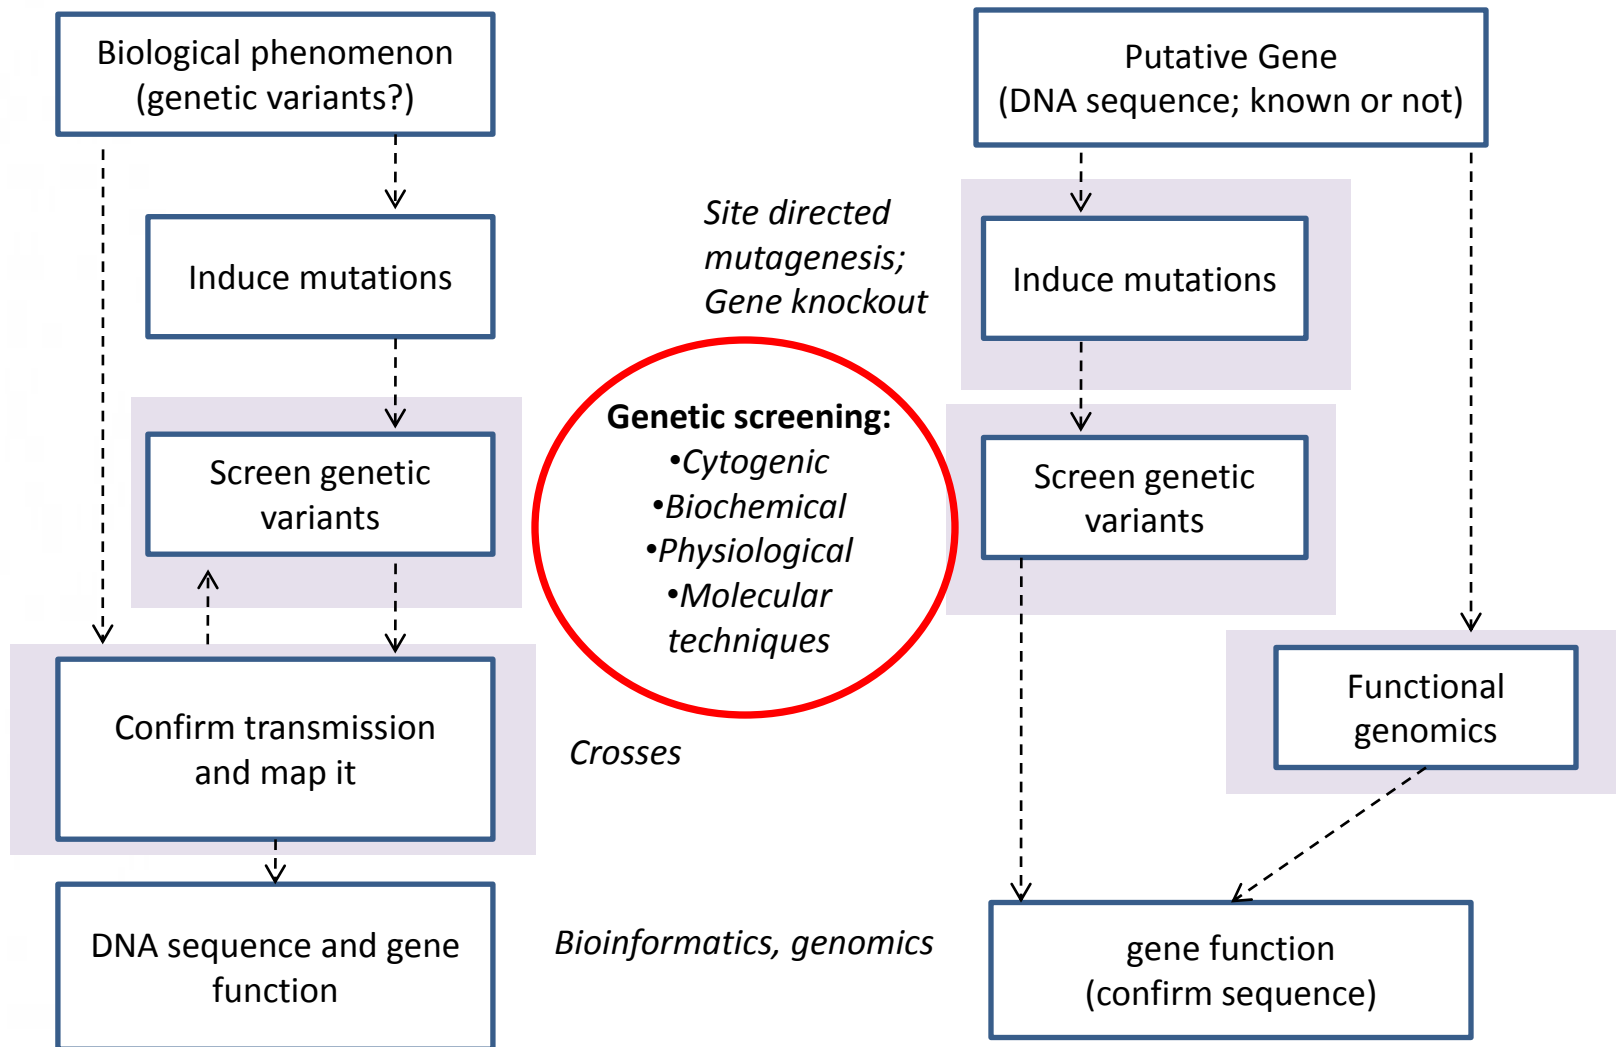 Biological phenomenon
(genetic variants?)
Putative Gene
(DNA sequence; known or not)
Induce mutations
Site directed
mutagenesis;
Gene knockout
Induce mutations
Screen genetic
variants
Genetic screening:
•Cytogenic
•Biochemical
•Physiological
•Molecular
techniques
Screen genetic
variants
Confirm transmission
and map it
Crosses
Functional
genomics
DNA sequence and gene
function
Bioinformatics, genomics
gene function
(confirm sequence)